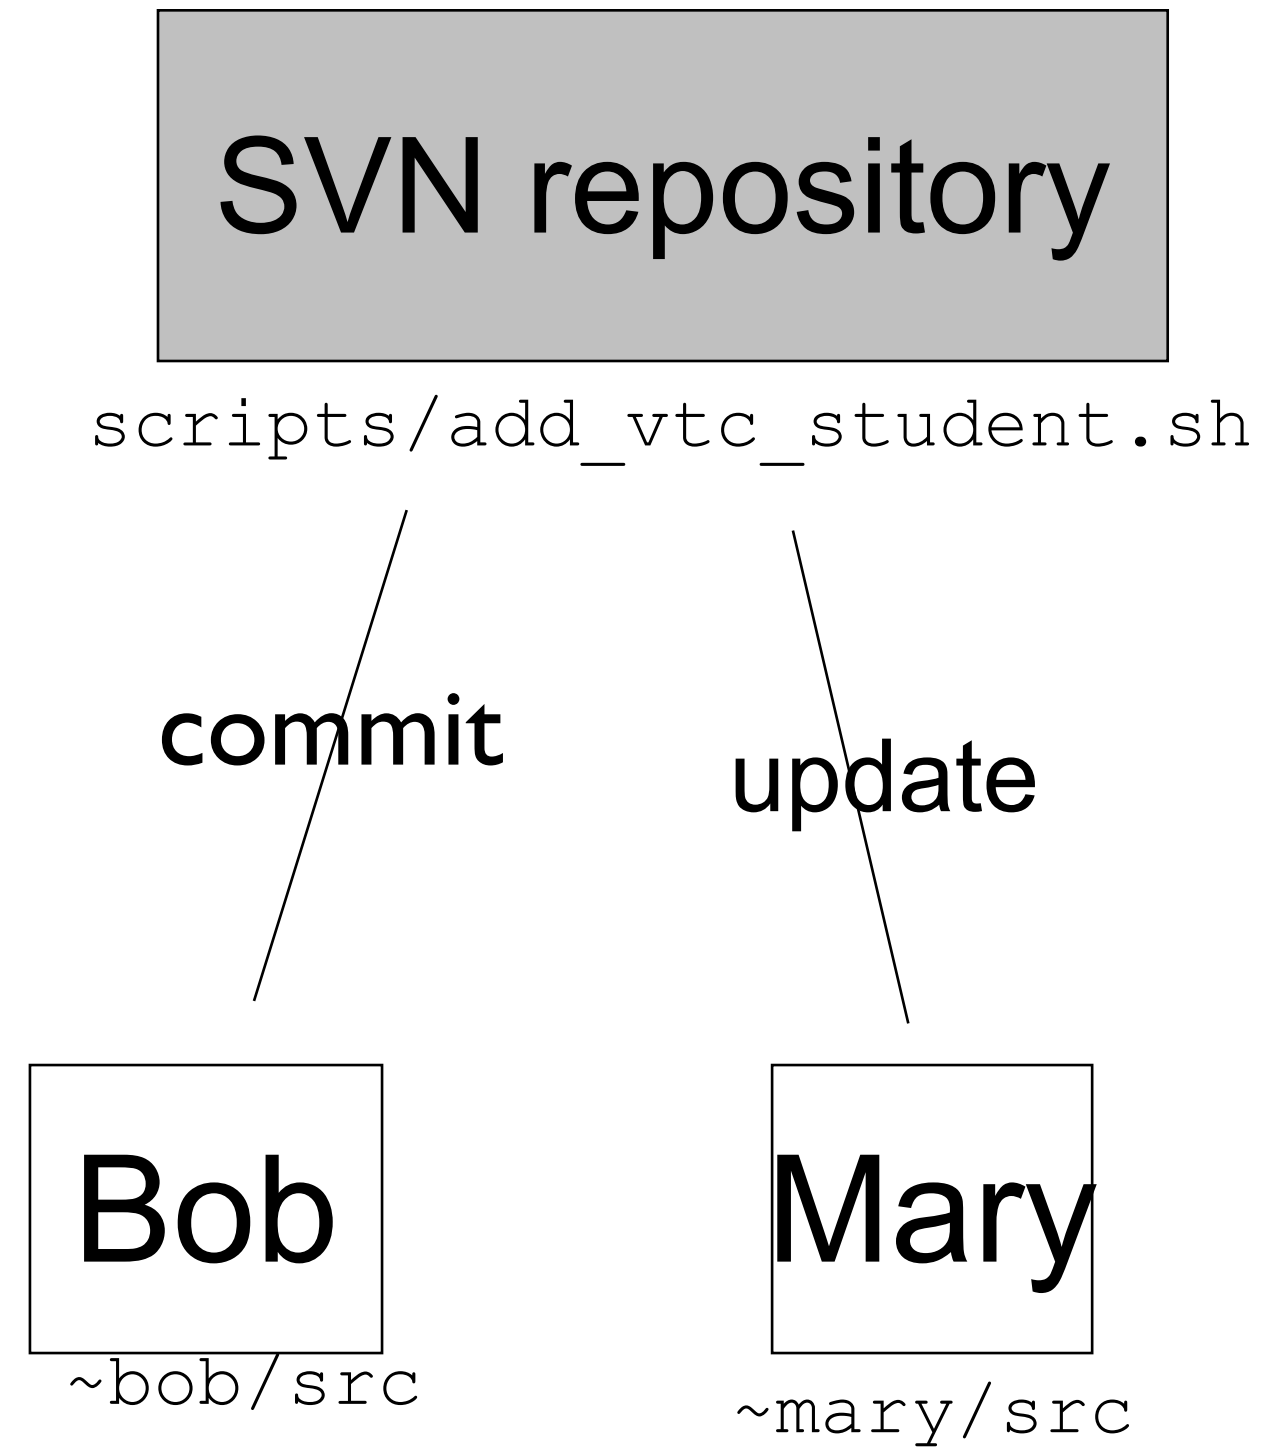 SVN repository
scripts/add_vtc_student.sh
commit
update
Bob
Mary
~bob/src
~mary/src